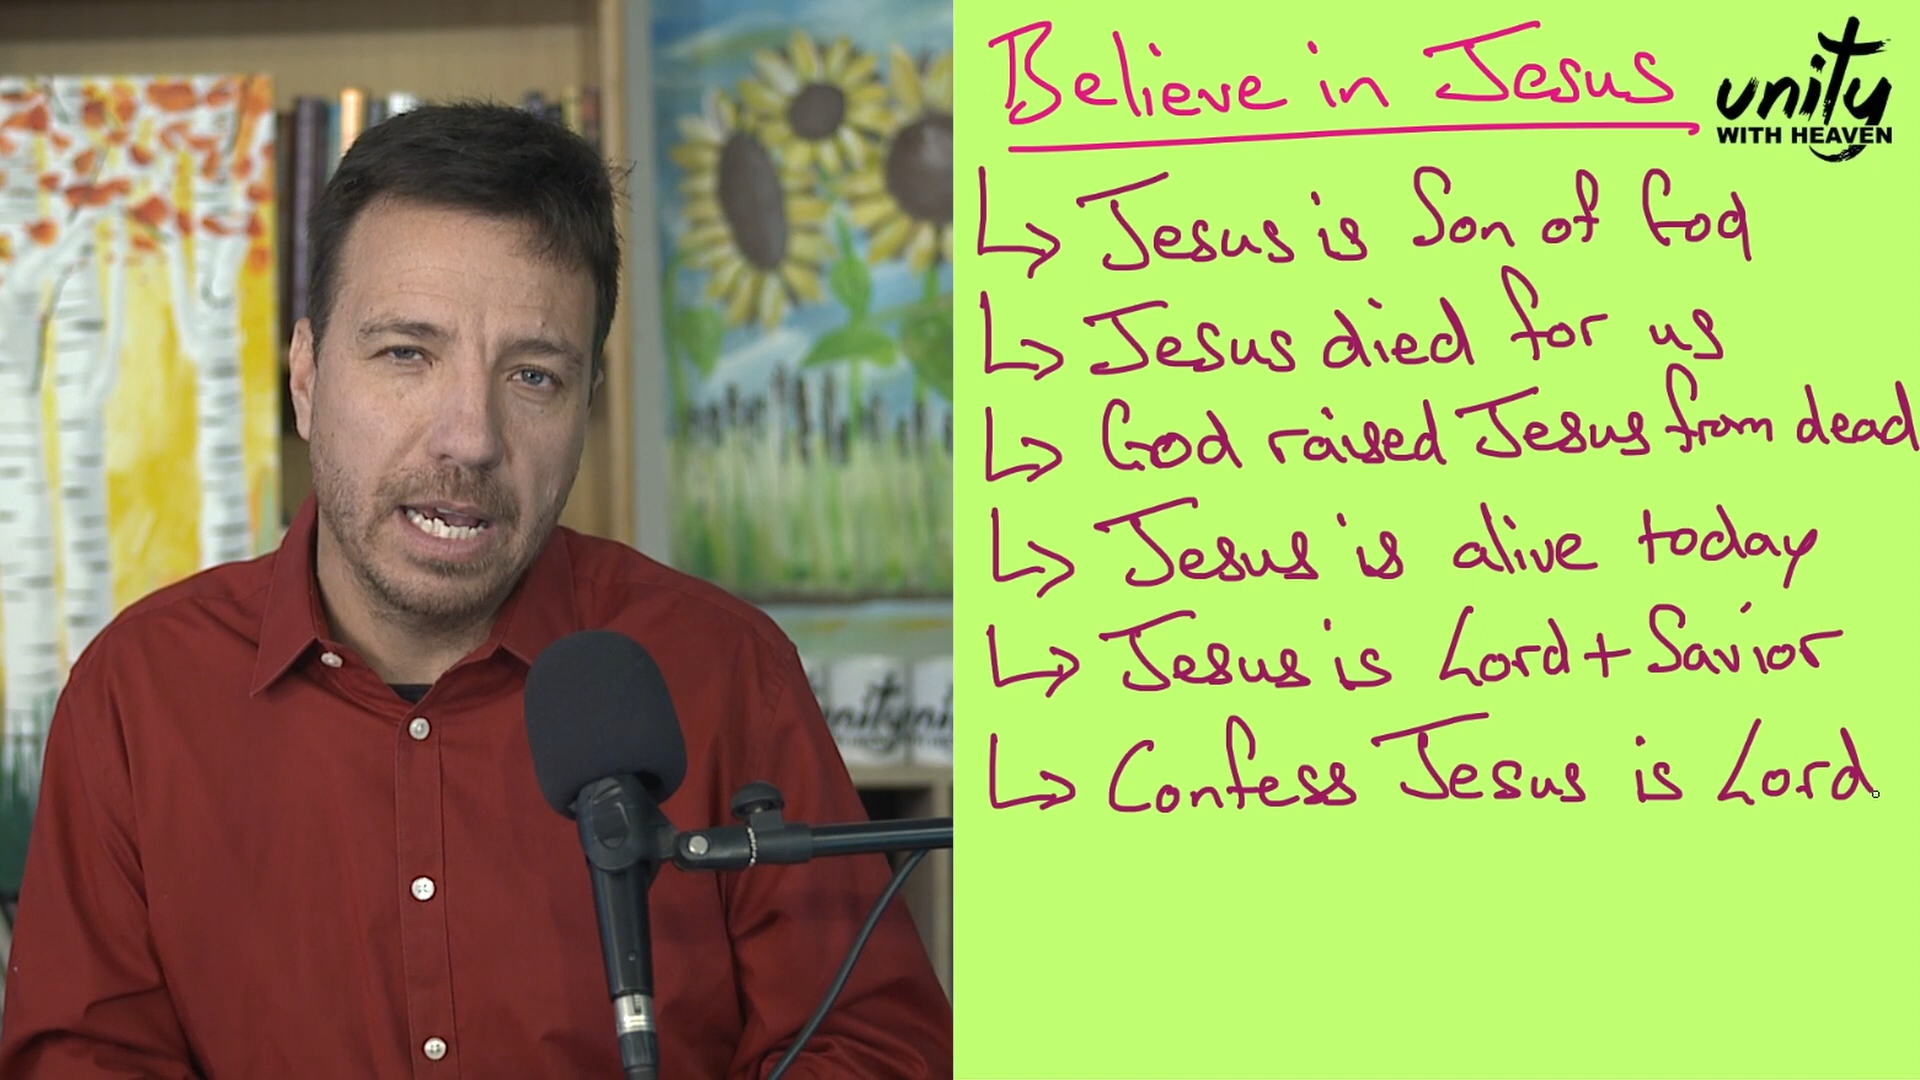 Believe in Jesus
unity
WITH HEAVEN
Jesus is Son of God
Jesus died for us
God raised Jesus from dead
Jesus is alive today
Jesus is Lord + Savior
Confess Jesus is Lord